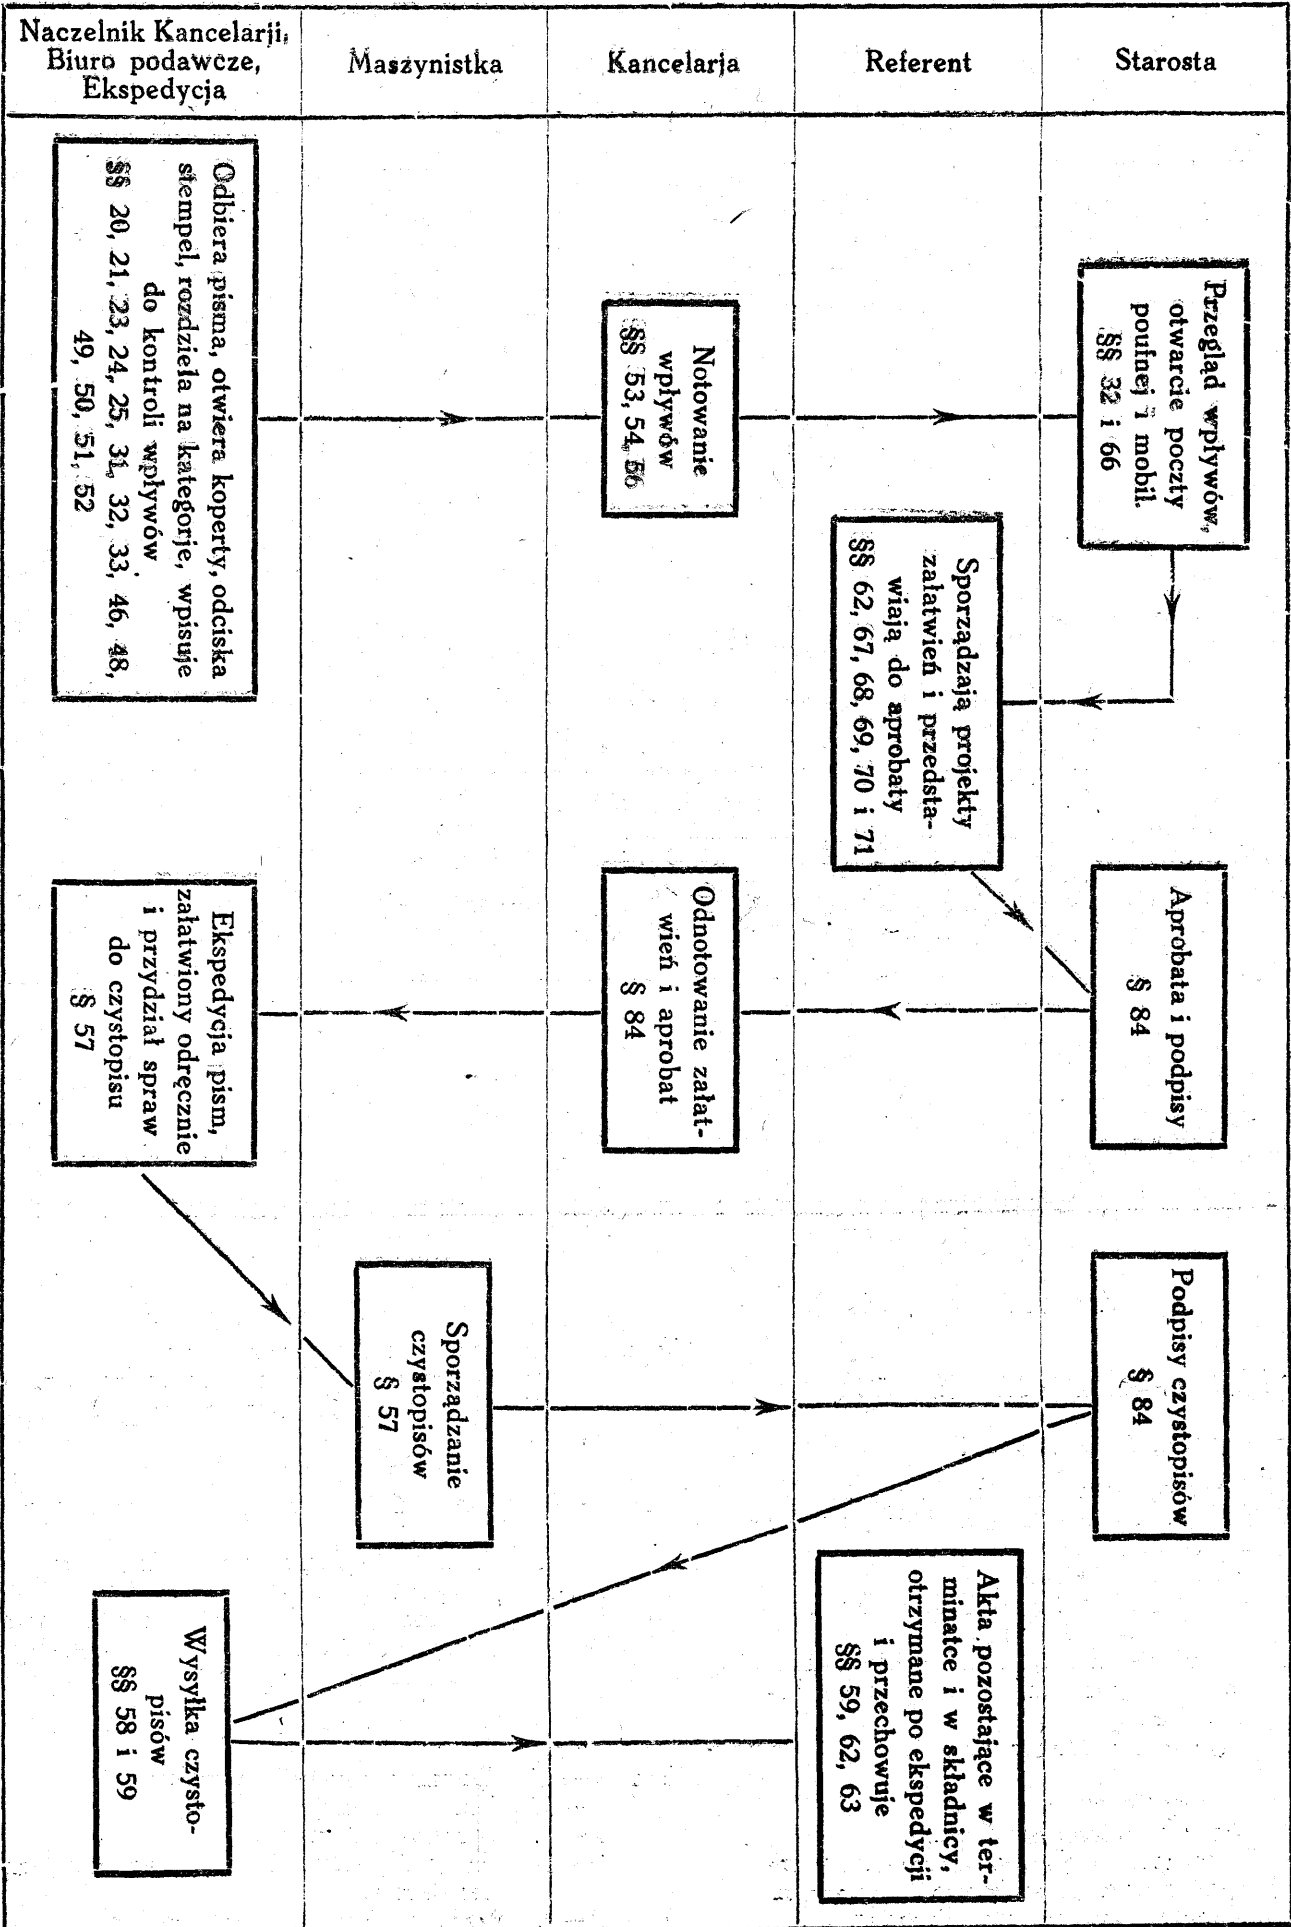 Naczelnik Kancelarji,
Biuro podawcze,
Ekspedycja
Maszynistka
Kancelarja
Referent
Starosta
Odbiera pisma, otwiera koperty, odciska
stempel, rozdziela na kategorje, wpisuje
do kontroli wpływów
§§ 20, 21, 23, 24, 25, 31, 32, 33, 46, 48,
49, 50, 51, 52
Notowanie
wpływów
§§ 53, 54, 56
Przegląd wpływów,
otwarcie poczty
poufnej i mobil.
§§ 32 i 66
Sporządzają projekty
załatwień i przedsta-
wiają do aprobaty
§§ 62, 67, 68, 69, 70 i 71
Aprobata i podpisy
§ 84
Odnotowanie załat-
wień i aprobat
§ 84
Ekspedycja pism,
załatwiony odręcznie
i przydział spraw
do czystopisu
§ 57
Sporządzanie
czystopisów
§ 57
Podpisy czystopisów
§ 84
Wysyłka czysto-
pisów
§§ 58 i 59
Akta pozostające w ter-
minatce i w składnicy,
otrzymane po ekspedycji
i przechowuje
§§ 59, 62, 63